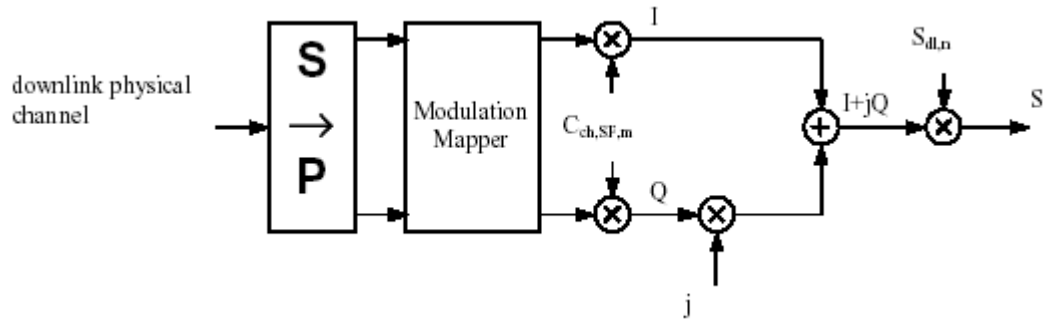 downlink physical
channel
S
→
P
Modulation
Mapper
I
C_ch,SF,m
Q
j
I+jQ
S_dl,n
S